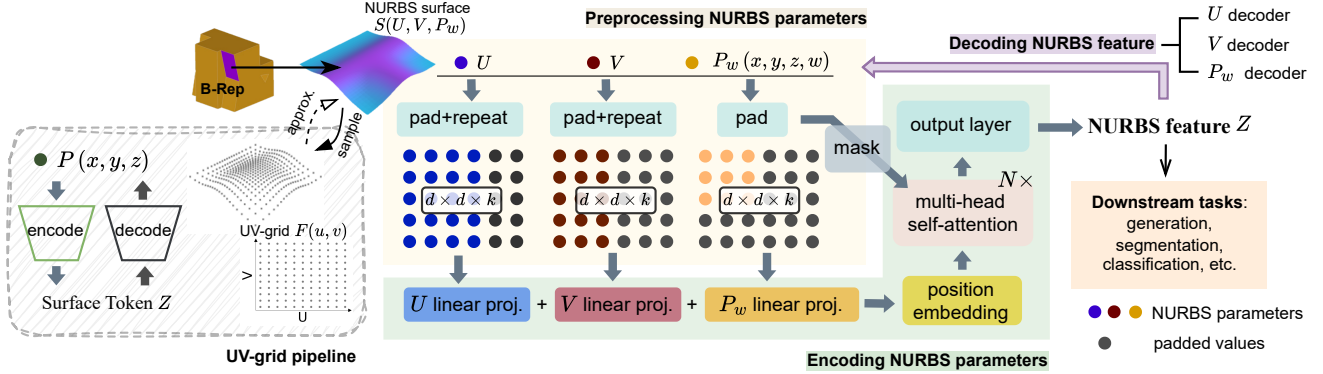 NURBS surface
S(U, V, P_w)
B-Rep
approx.
sample
P (x, y, z)
encode
decode
Surface Token Z
UV-grid F(u, v)
V
U
UV-grid pipeline
Preprocessing NURBS parameters
U
V
P_w (x, y, z, w)
pad+repeat
pad+repeat
pad
mask
d × d × k
d × d × k
d × d × k
U linear proj. + V linear proj. + P_w linear proj.
position
embedding
multi-head
self-attention
N×
output layer
Encoding NURBS parameters
Decoding NURBS feature
U decoder
V decoder
P_w decoder
NURBS feature Z
Downstream tasks:
generation,
segmentation,
classification, etc.
NURBS parameters
padded values